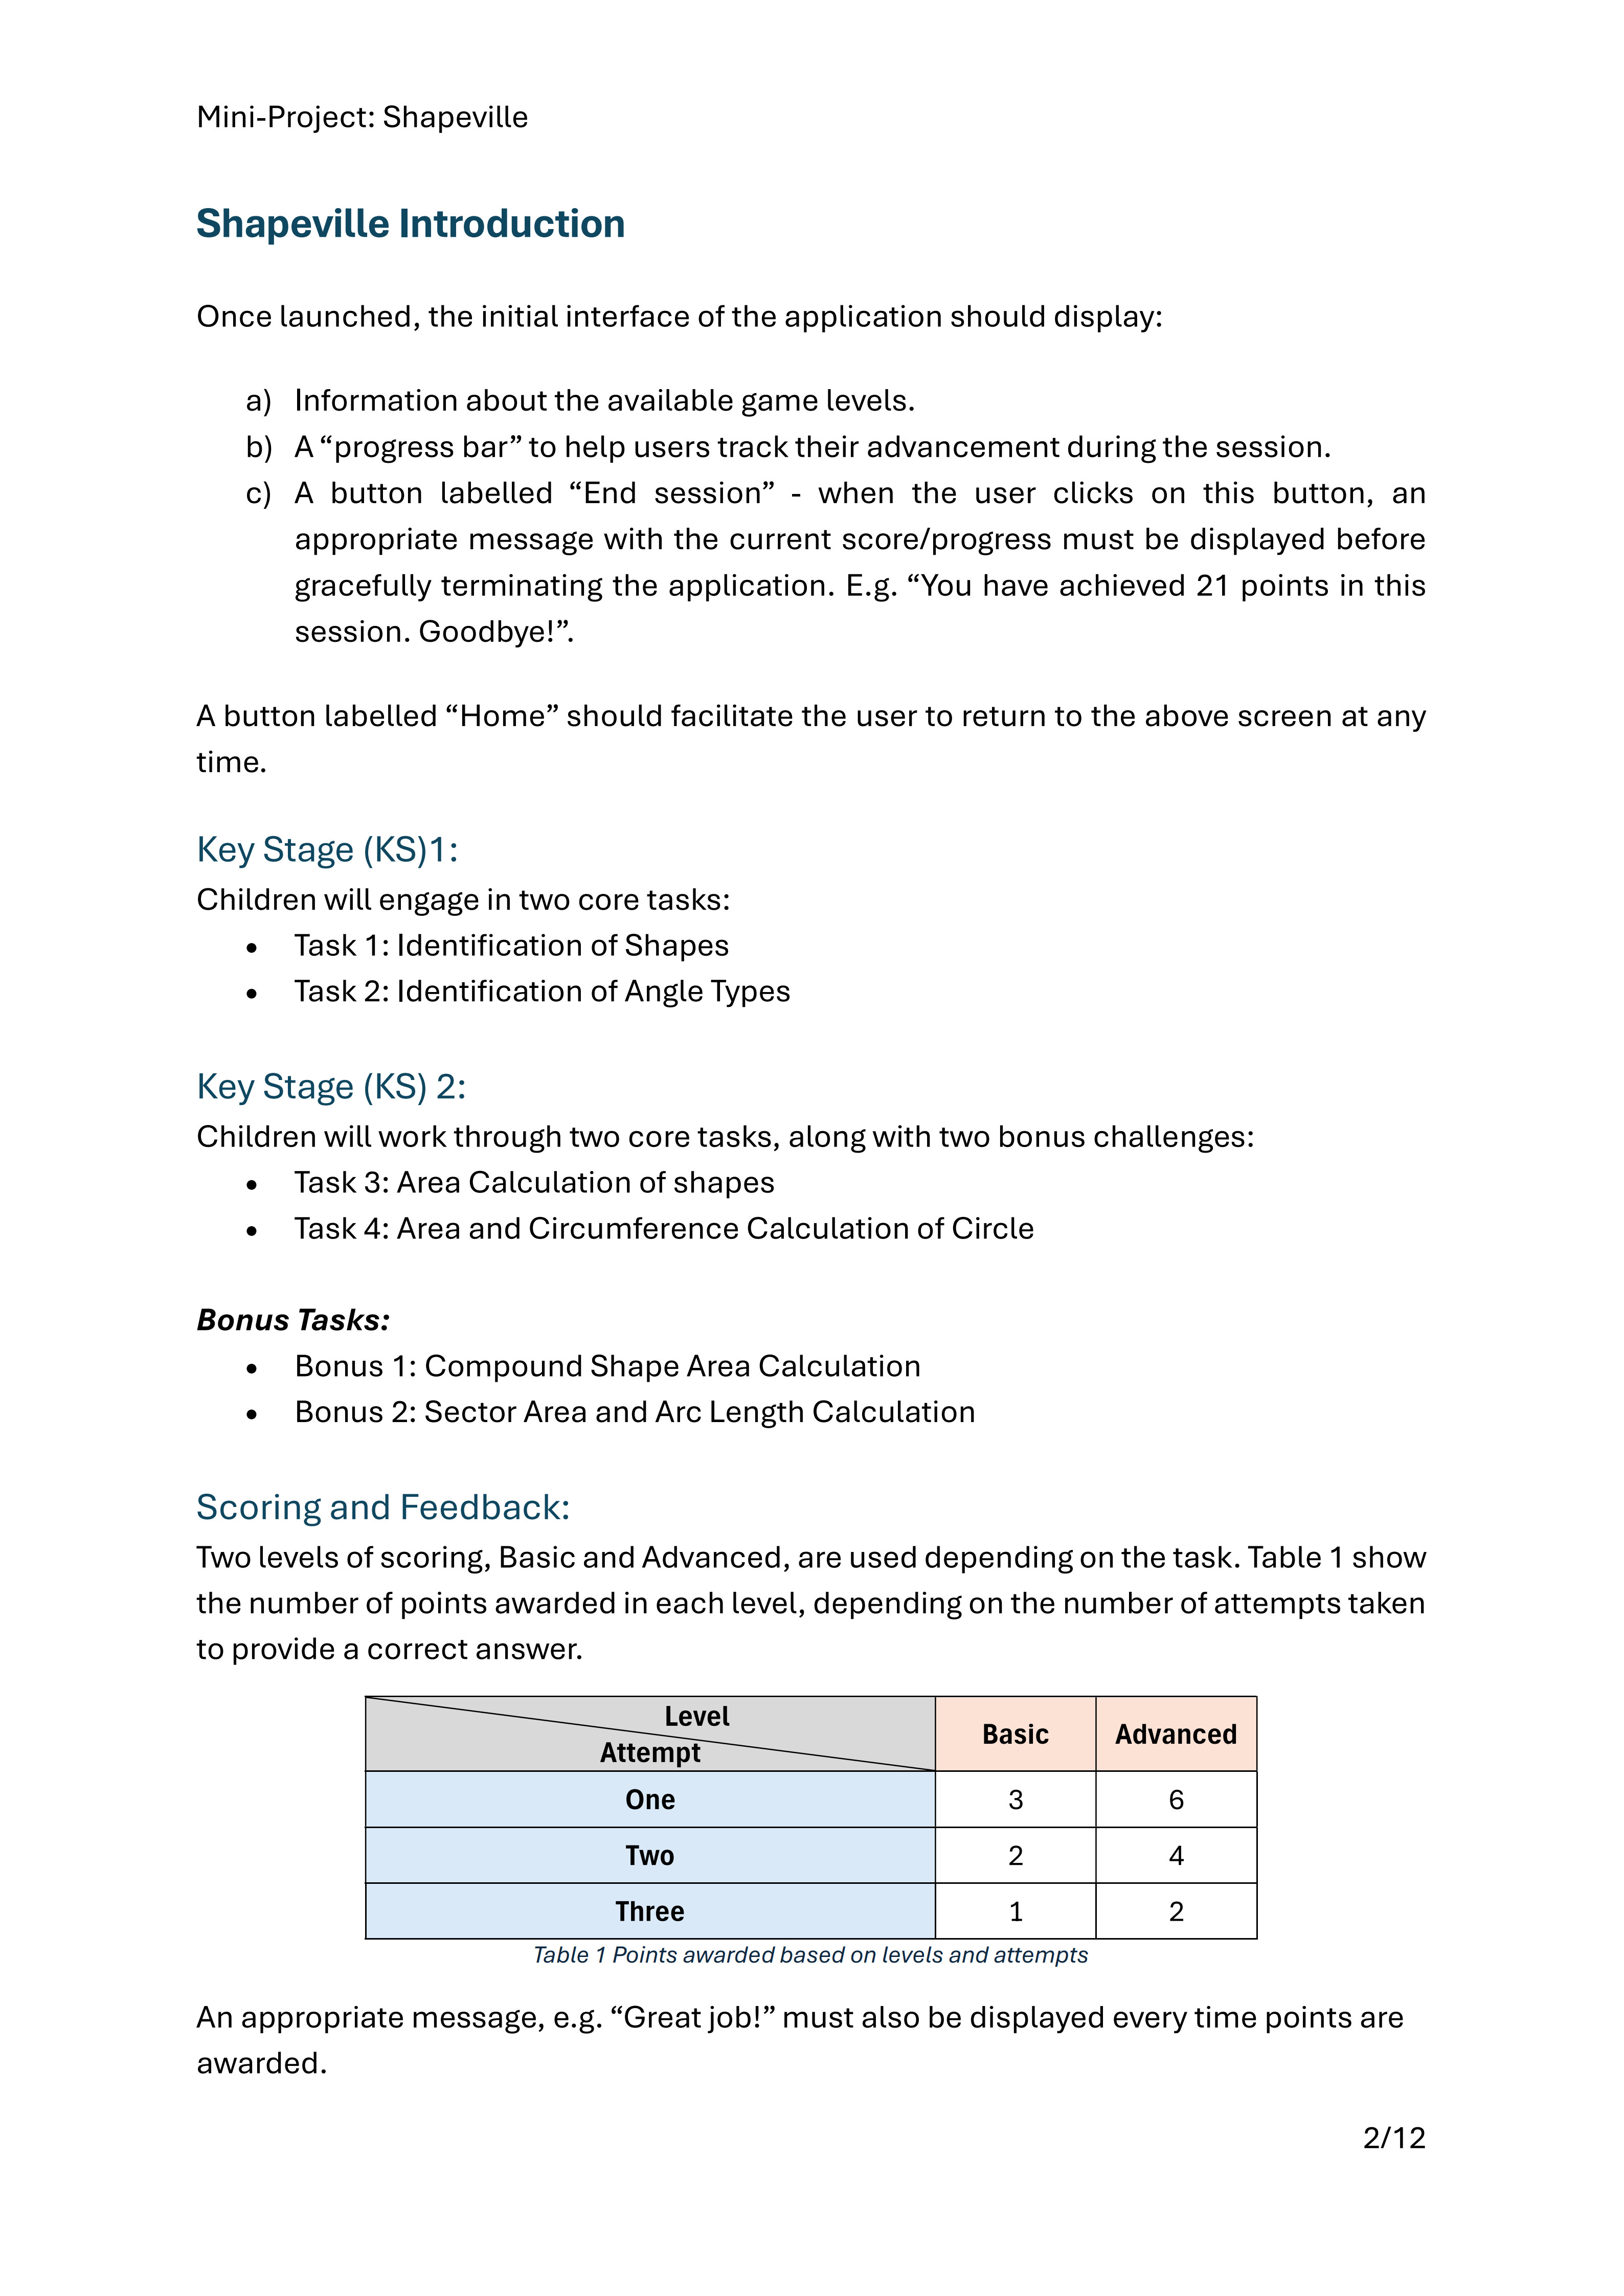 Mini-Project: Shapeville
Shapeville Introduction
Once launched, the initial interface of the application should display:
a) Information about the available game levels.
b) A “progress bar” to help users track their advancement during the session.
c) A button labelled “End session” - when the user clicks on this button, an
appropriate message with the current score/progress must be displayed before
gracefully terminating the application. E.g. “You have achieved 21 points in this
session. Goodbye!”.
A button labelled “Home” should facilitate the user to return to the above screen at any
time.
Key Stage (KS)1:
Children will engage in two core tasks:
• Task 1: Identification of Shapes
• Task 2: Identification of Angle Types
Key Stage (KS) 2:
Children will work through two core tasks, along with two bonus challenges:
• Task 3: Area Calculation of shapes
• Task 4: Area and Circumference Calculation of Circle
Bonus Tasks:
• Bonus 1: Compound Shape Area Calculation
• Bonus 2: Sector Area and Arc Length Calculation
Scoring and Feedback:
Two levels of scoring, Basic and Advanced, are used depending on the task. Table 1 show
the number of points awarded in each level, depending on the number of attempts taken
to provide a correct answer.
Level
Attempt
Basic Advanced
One 3 6
Two 2 4
Three 1 2
Table 1 Points awarded based on levels and attempts
An appropriate message, e.g. “Great job!” must also be displayed every time points are
awarded.
2/12